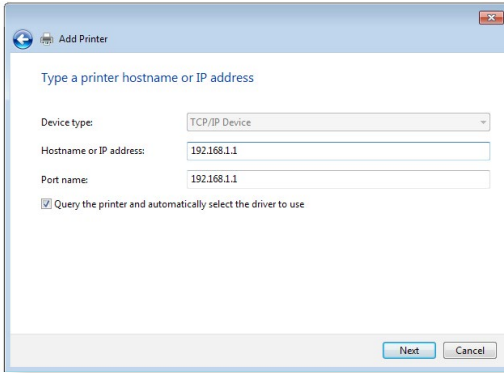 Add Printer
Type a printer hostname or IP address
Device type: TCP/IP Device
Hostname or IP address: 192.168.1.1
Port name: 192.168.1.1
Query the printer and automatically select the driver to use
Next Cancel